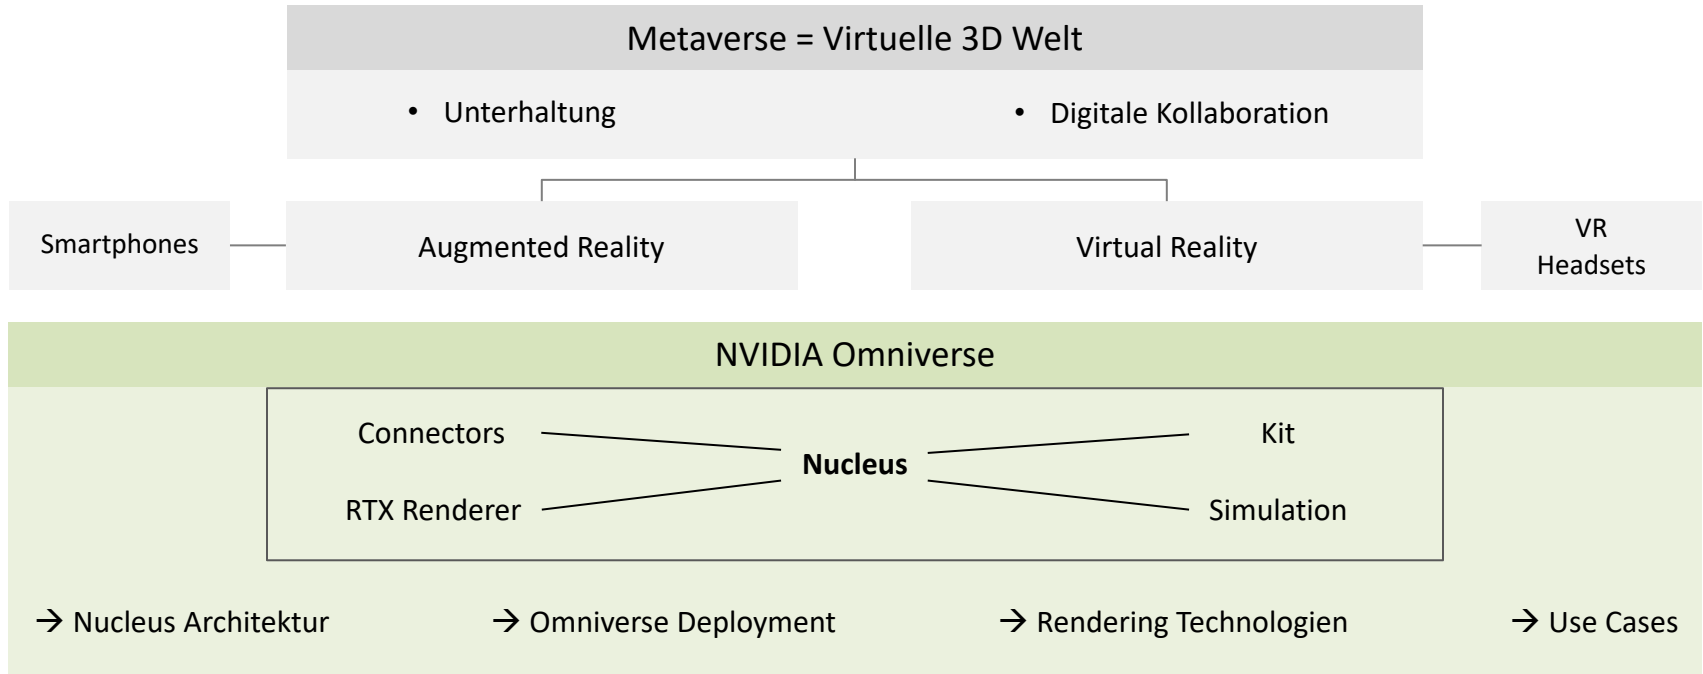 Metaverse = Virtuelle 3D Welt
• Unterhaltung
• Digitale Kollaboration
Smartphones
Augmented Reality
Virtual Reality
VR
Headsets
NVIDIA Omniverse
Connectors
Kit
Nucleus
RTX Renderer
Simulation
→ Nucleus Architektur
→ Omniverse Deployment
→ Rendering Technologien
→ Use Cases